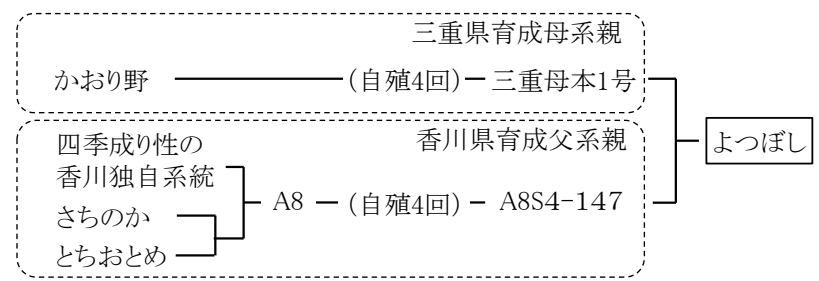 三重県育成母系親
かおり野 (自殖4回) 三重母本1号
香川県育成父系親
四季成り性の
香川独自系統
さちのか
とちおとめ
A8 (自殖4回) A8S4-147
よつぼし